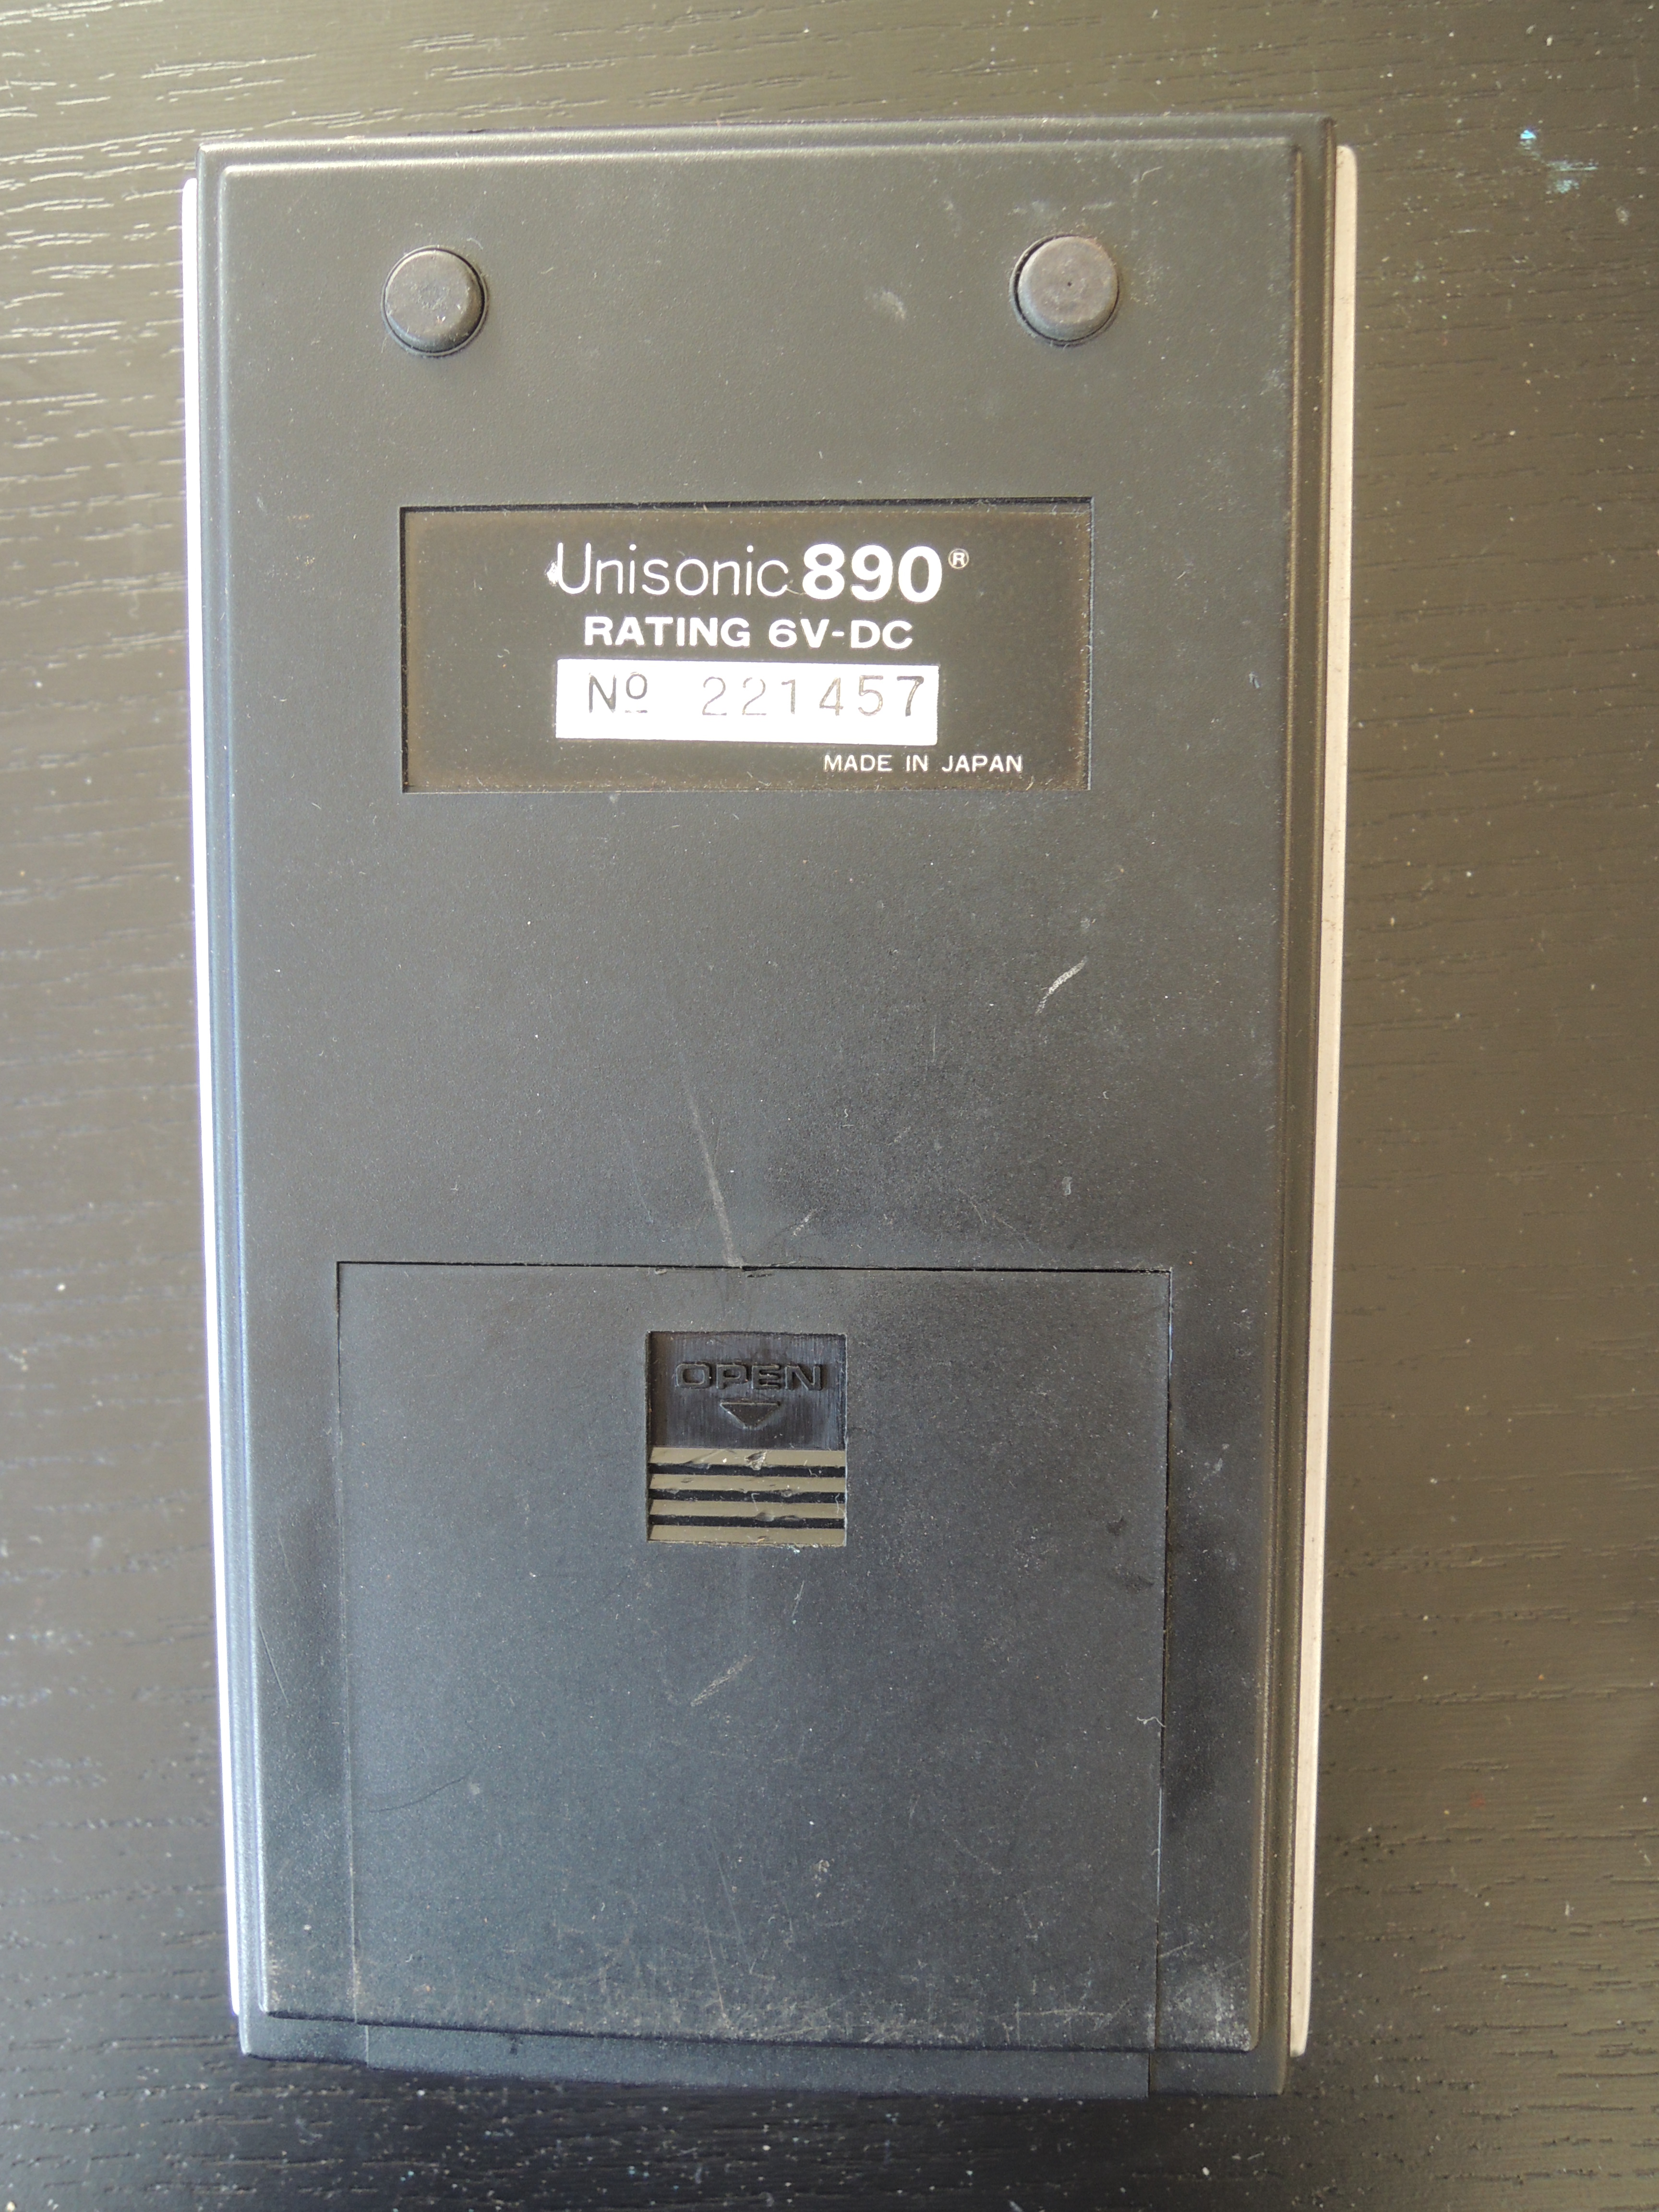 Unisonic 890®
RATING 6V-DC
Nº 221457
MADE IN JAPAN
OPEN